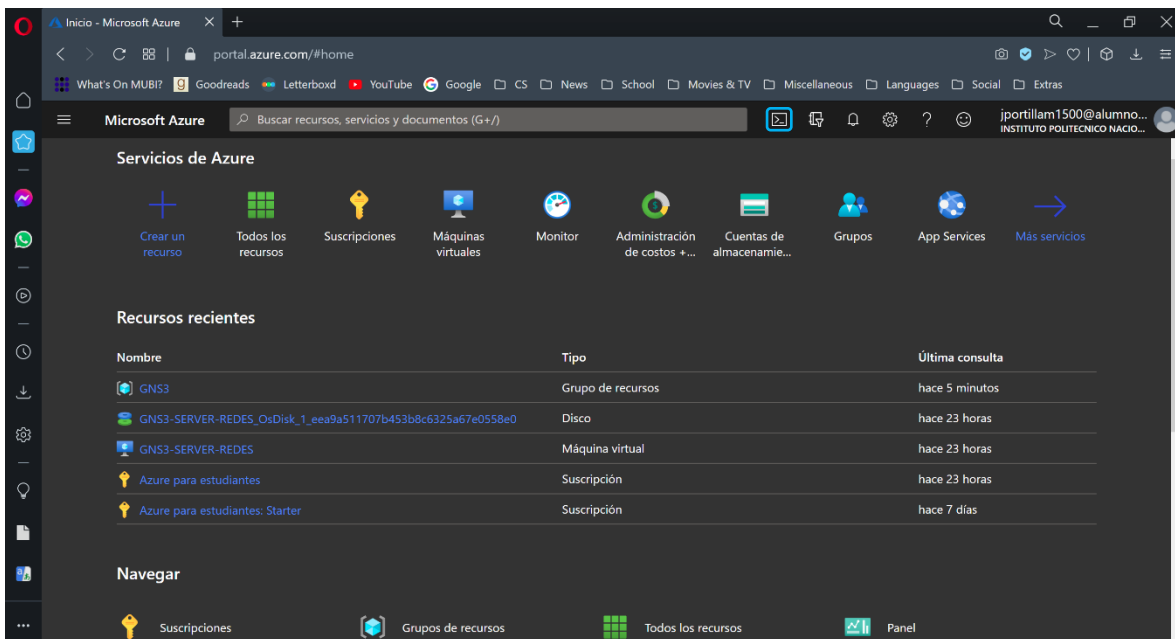 Inicio - Microsoft Azure
portal.azure.com/#home
What's On MUBI? Goodreads Letterboxd YouTube Google CS News School Movies & TV Miscellaneous Languages Social Extras
Microsoft Azure Buscar recursos, servicios y documentos (G+/) jportillam1500@alumno...
INSTITUTO POLITECNICO NACIO...
Servicios de Azure
Crear un recurso
Todos los recursos
Suscripciones
Máquinas virtuales
Monitor
Administración de costos +...
Cuentas de almacenamie...
Grupos
App Services
Más servicios
Recursos recientes
Nombre Tipo Última consulta
GNS3 Grupo de recursos hace 5 minutos
GNS3-SERVER-REDES_OsDisk_1_eea9a511707b453b8c6325a67e0558e0 Disco hace 23 horas
GNS3-SERVER-REDES Máquina virtual hace 23 horas
Azure para estudiantes Suscripción hace 23 horas
Azure para estudiantes: Starter Suscripción hace 7 días
Navegar
Suscripciones Grupos de recursos Todos los recursos Panel